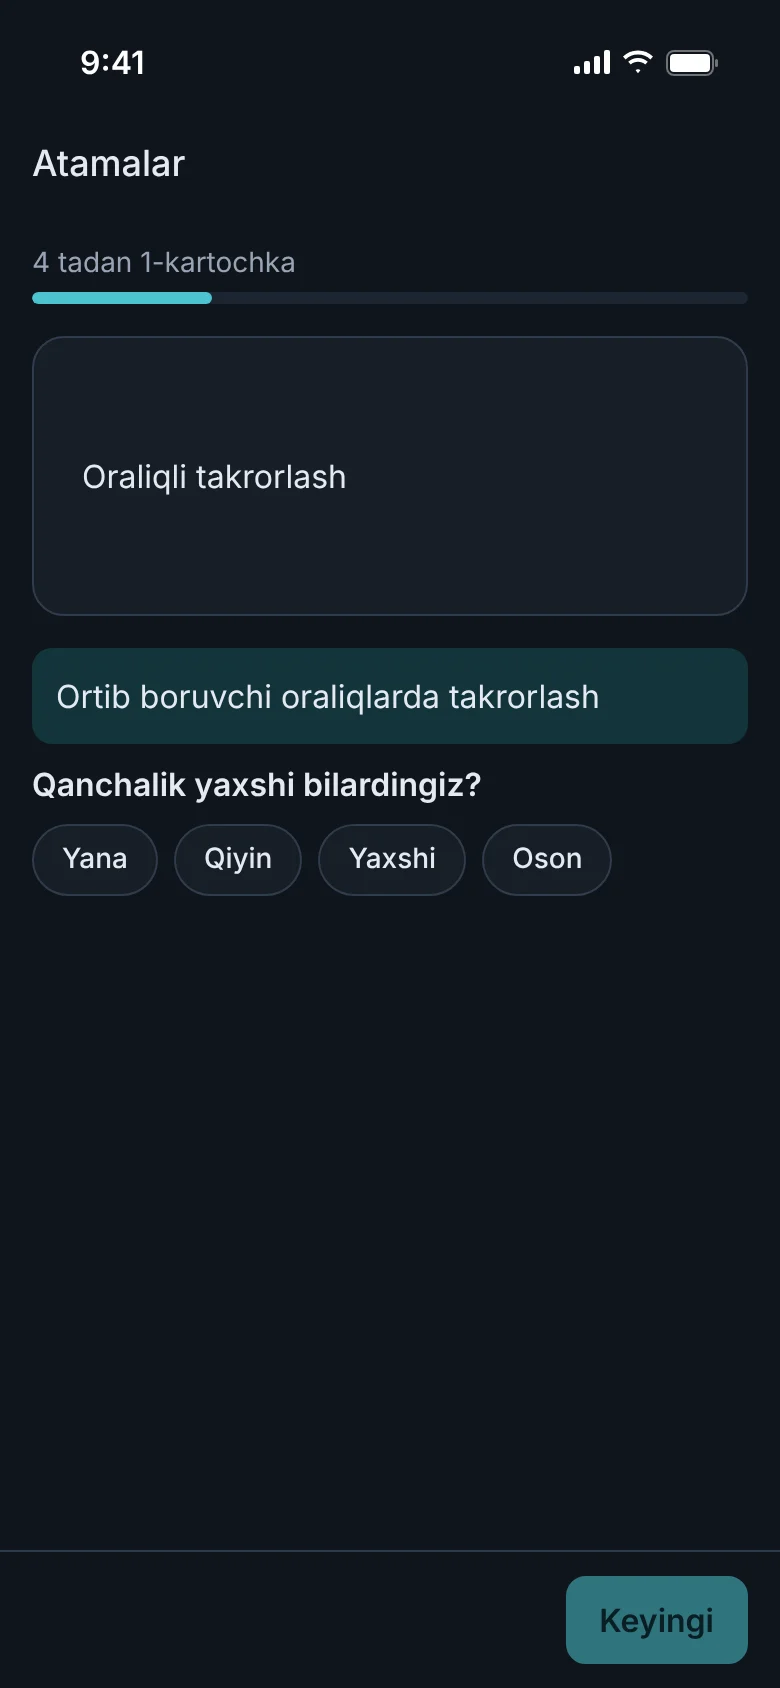 9:41
Atamalar
4 tadan 1-kartochka
Oraliqli takrorlash
Ortib boruvchi oraliqlarda takrorlash
Qanchalik yaxshi bilardingiz?
Yana
Qiyin
Yaxshi
Oson
Keyingi